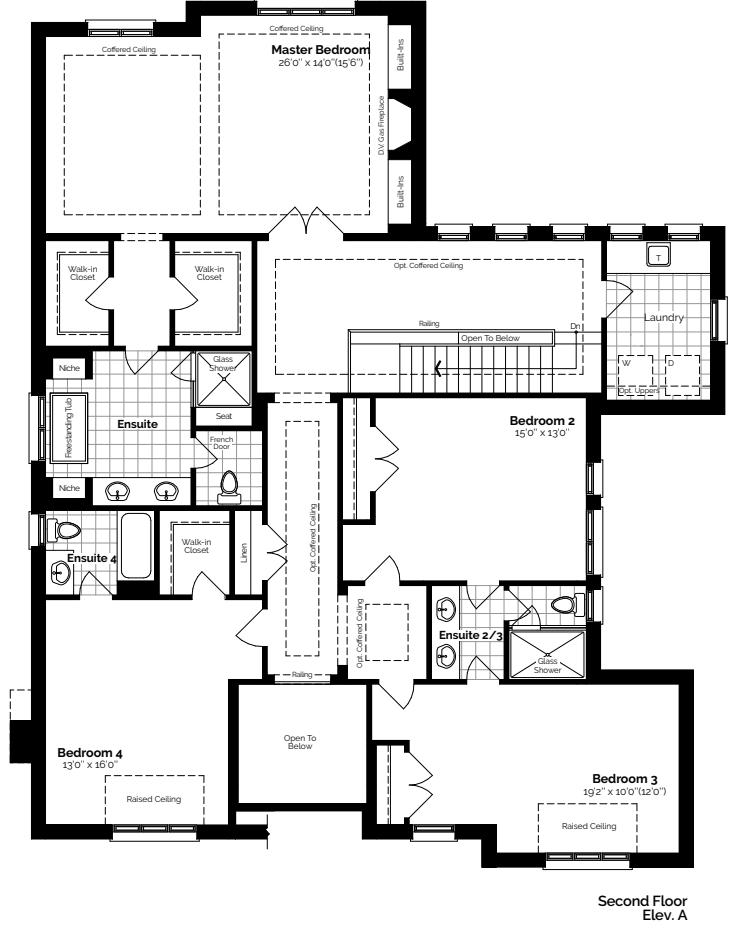 Coffered Ceiling
Coffered Ceiling
Master Bedroom
26'0" x 14'0"(15'6")
Built-Ins
D.V. Gas Fireplace
Built-Ins
Walk-in
Closet
Walk-in
Closet
Opt. Coffered Ceiling
T
Laundry
Railing
Dn
Open To Below
W
D
Opt. Uppers
Niche
Glass
Shower
Freestanding Tub
Ensuite
Seat
French
Door
Niche
Bedroom 2
15'0" x 13'0"
Opt. Coffered Ceiling
Walk-in
Closet
Linen
Ensuite 4
Opt. Coffered Ceiling
Ensuite 2/3
Glass
Shower
Railing
Open To
Below
Bedroom 4
13'0" x 16'0"
Raised Ceiling
Bedroom 3
19'2" x 10'0"(12'0")
Raised Ceiling
Second Floor
Elev. A